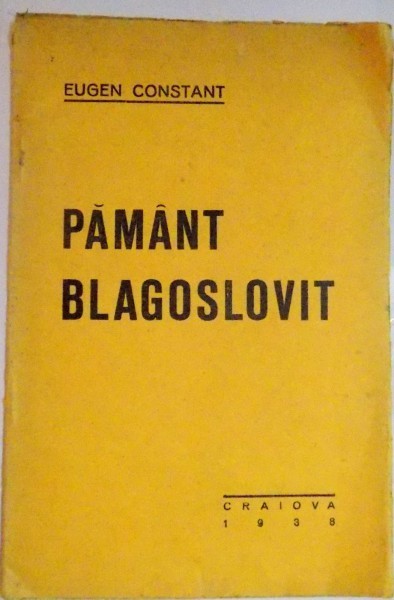 EUGEN CONSTANT
PĂMÂNT
BLAGOSLOVIT
CRAIOVA
1938